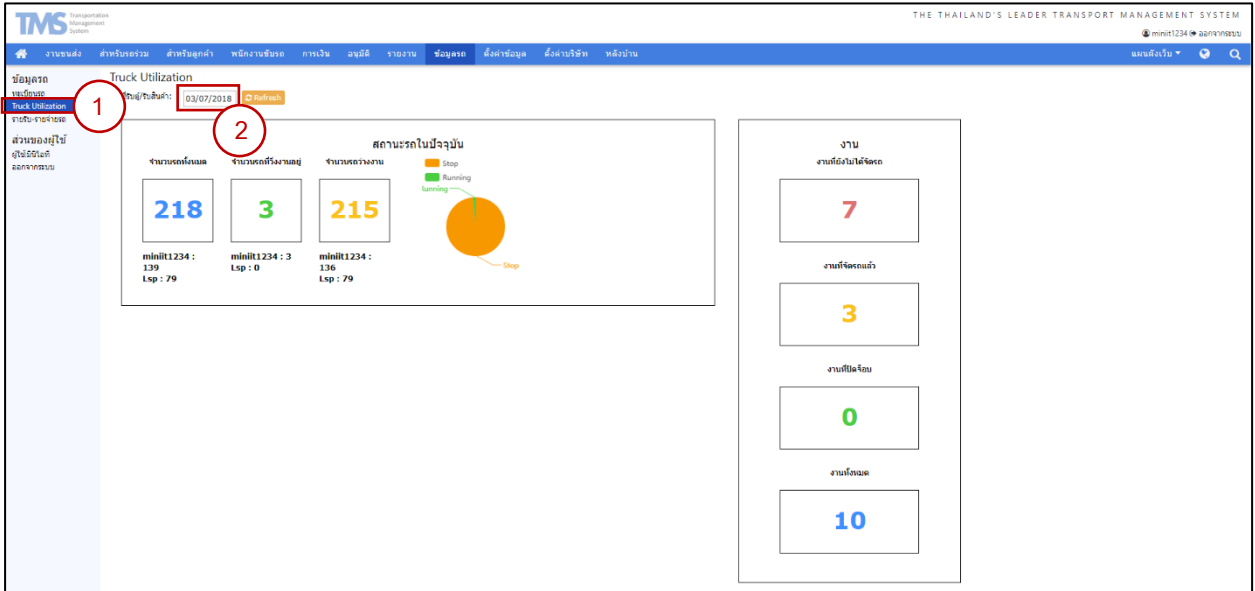 TMS Transportation
Management
System
THE THAILAND'S LEADER TRANSPORT MANAGEMENT SYSTEM
miniit1234 ออกจากระบบ
งานขนส่ง สำหรับรถร่วม สำหรับลูกค้า พนักงานขับรถ การเงิน อนุมัติ รายงาน ข้อมูลรถ ตั้งค่าข้อมูล ตั้งค่าบริษัท หลังบ้าน แผนผังเว็บ
ข้อมูลรถ
ทะเบียนรถ
Truck Utilization
รายรับ-รายจ่ายรถ
ส่วนของผู้ใช้
ผู้ใช้มินิไอที
ออกจากระบบ
1
Truck Utilization
03/07/2018 Refresh
2
สถานะรถในปัจจุบัน
จำนวนรถทั้งหมด จำนวนรถที่วิ่งงานอยู่ จำนวนรถว่างงาน
Stop
Running
218 3 215
Stop
miniit1234 :
139
Lsp : 79
miniit1234 : 3
Lsp : 0
miniit1234 :
136
Lsp : 79
งาน
งานที่ยังไม่ได้จัดรถ
7
งานที่จัดรถแล้ว
3
งานที่ปิดจ๊อบ
0
งานทั้งหมด
10